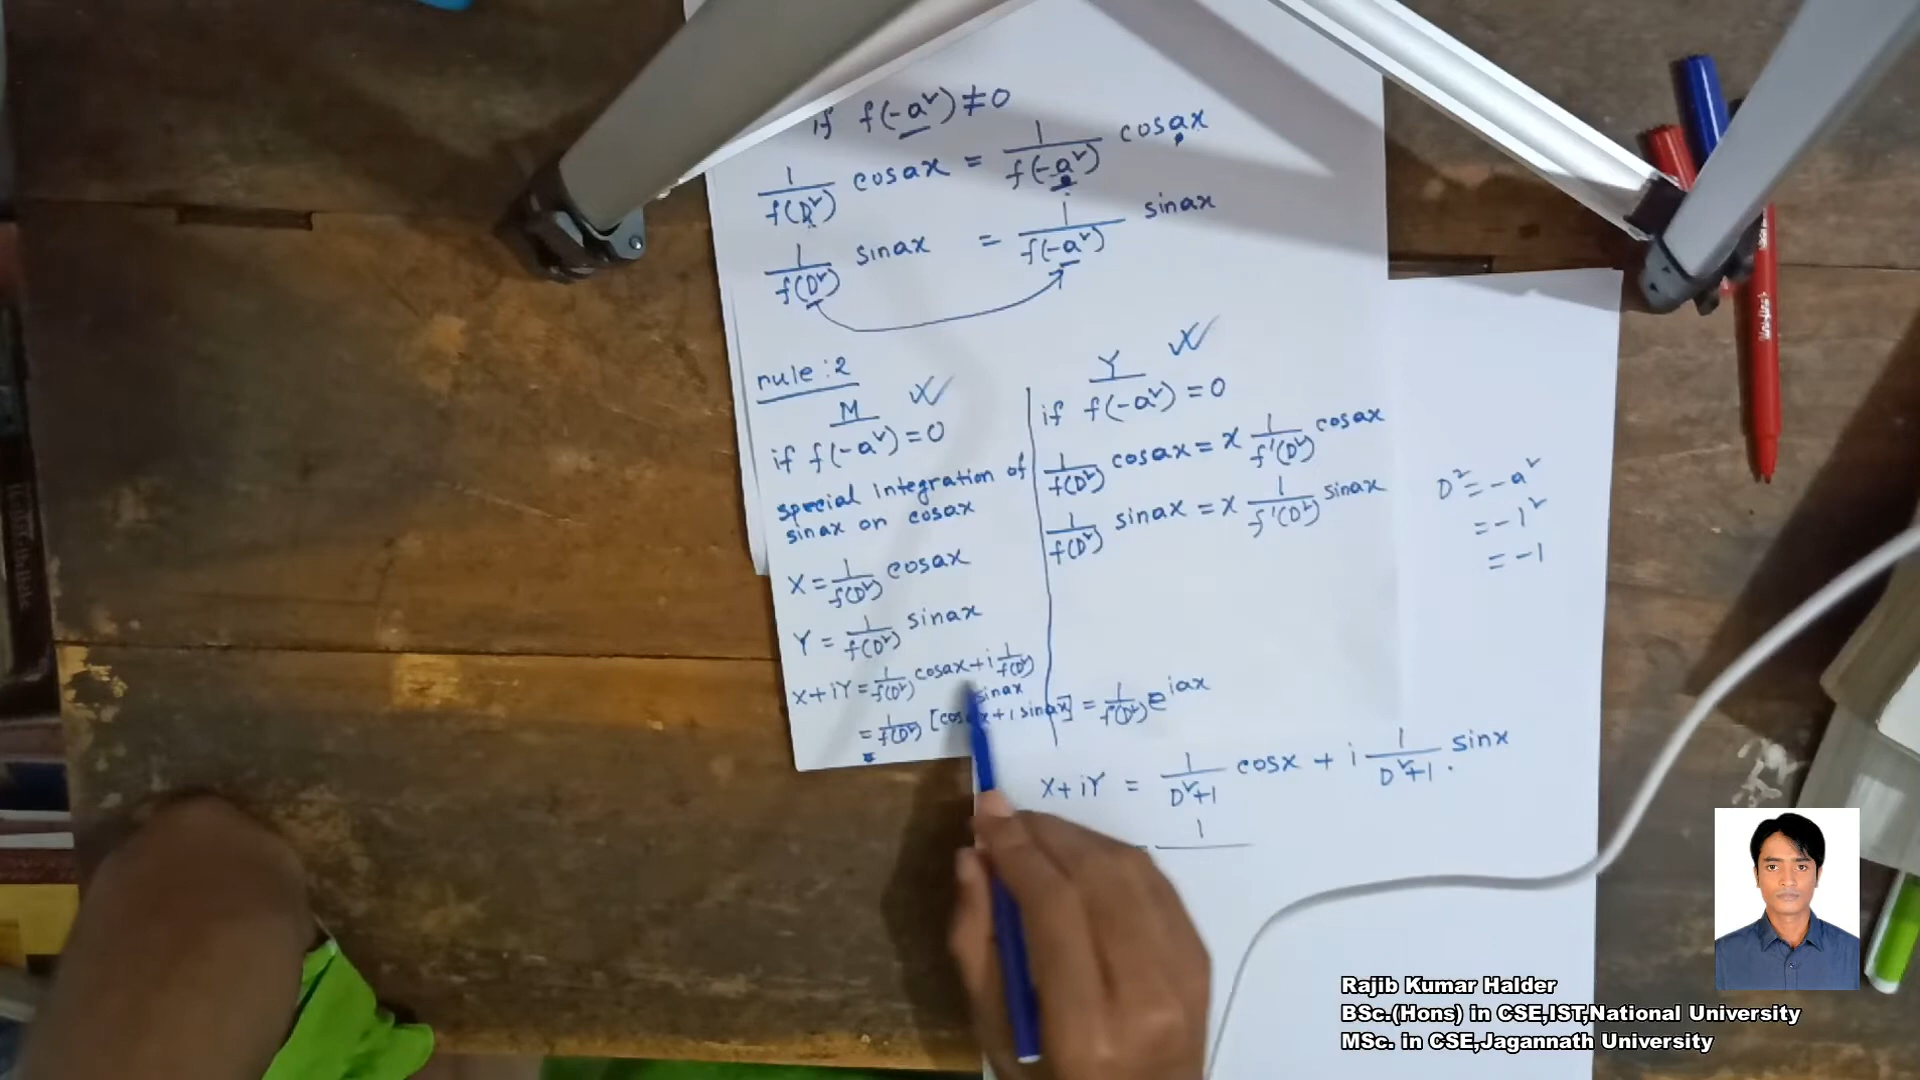 if f(-a²) ≠ 0
1/f(D²) cosax = 1/f(-a²) cosax
1/f(D²) sinax = 1/f(-a²) sinax
rule:2
M
if f(-a²) = 0
special integration of
sinax or cosax
X = 1/f(D²) cosax
Y = 1/f(D²) sinax
X+iY = 1/f(D²) cosax + i 1/f(D²)
sinax
= 1/f(D²) [cosax + i sinax] = 1/f(D²) e^iax
Y
if f(-a²) = 0
1/f(D²) cosax = x 1/f'(D²) cosax
1/f(D²) sinax = x 1/f'(D²) sinax
D² = -a²
= -1²
= -1
X+iY = 1/D²+1 cosx + i 1/D²+1 . sinx
= 1/
Rajib Kumar Halder
BSc.(Hons) in CSE,IST,National University
MSc. in CSE,Jagannath University